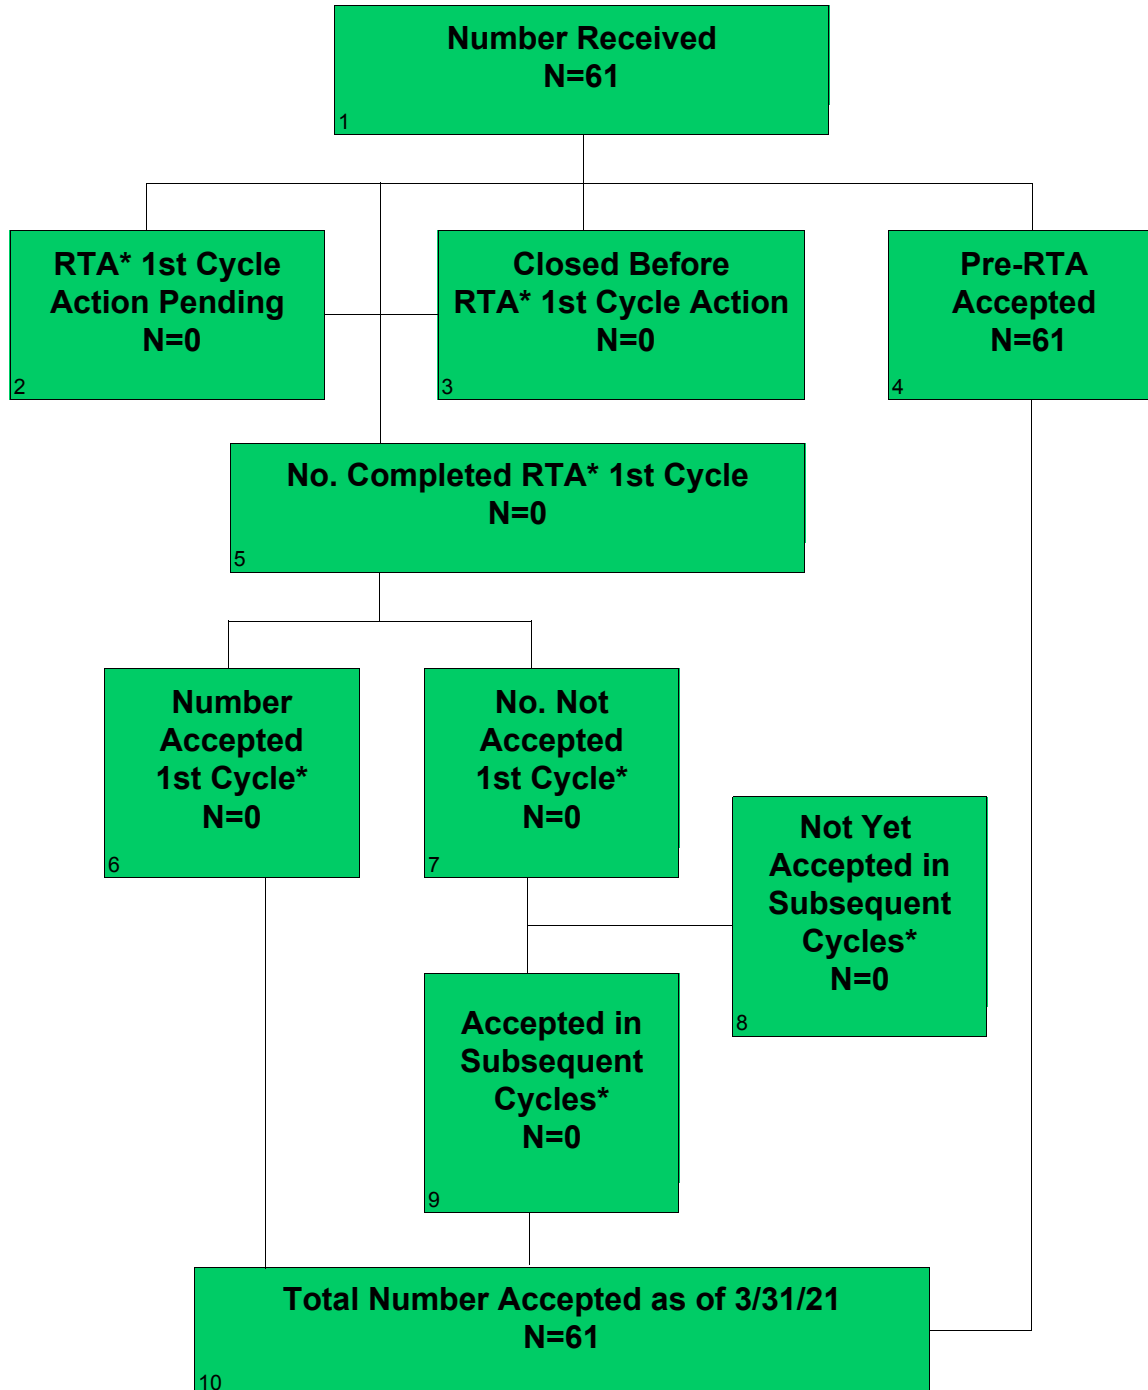 Number Received
N=61
1
RTA* 1st Cycle
Action Pending
N=0
2
Closed Before
RTA* 1st Cycle Action
N=0
3
Pre-RTA
Accepted
N=61
4
No. Completed RTA* 1st Cycle
N=0
5
Number
Accepted
1st Cycle*
N=0
6
No. Not
Accepted
1st Cycle*
N=0
7
Not Yet
Accepted in
Subsequent
Cycles*
N=0
8
Accepted in
Subsequent
Cycles*
N=0
9
Total Number Accepted as of 3/31/21
N=61
10